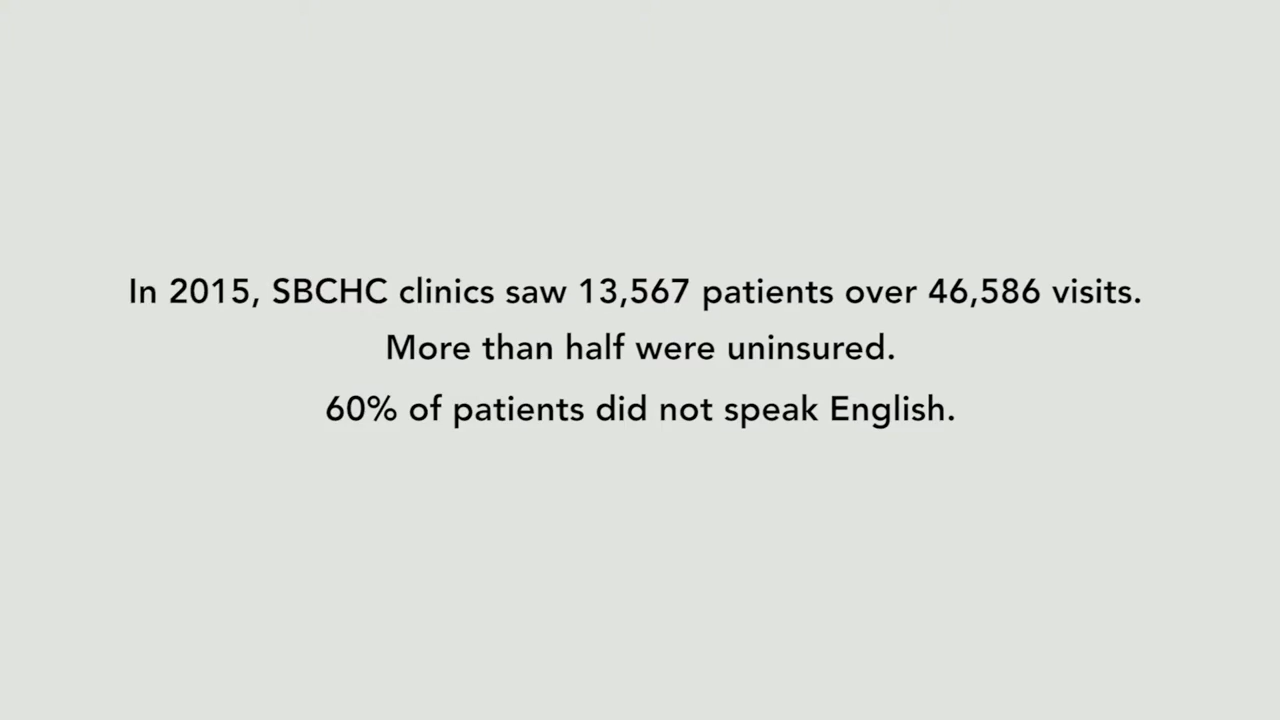 In 2015, SBCHC clinics saw 13,567 patients over 46,586 visits.
More than half were uninsured.
60% of patients did not speak English.